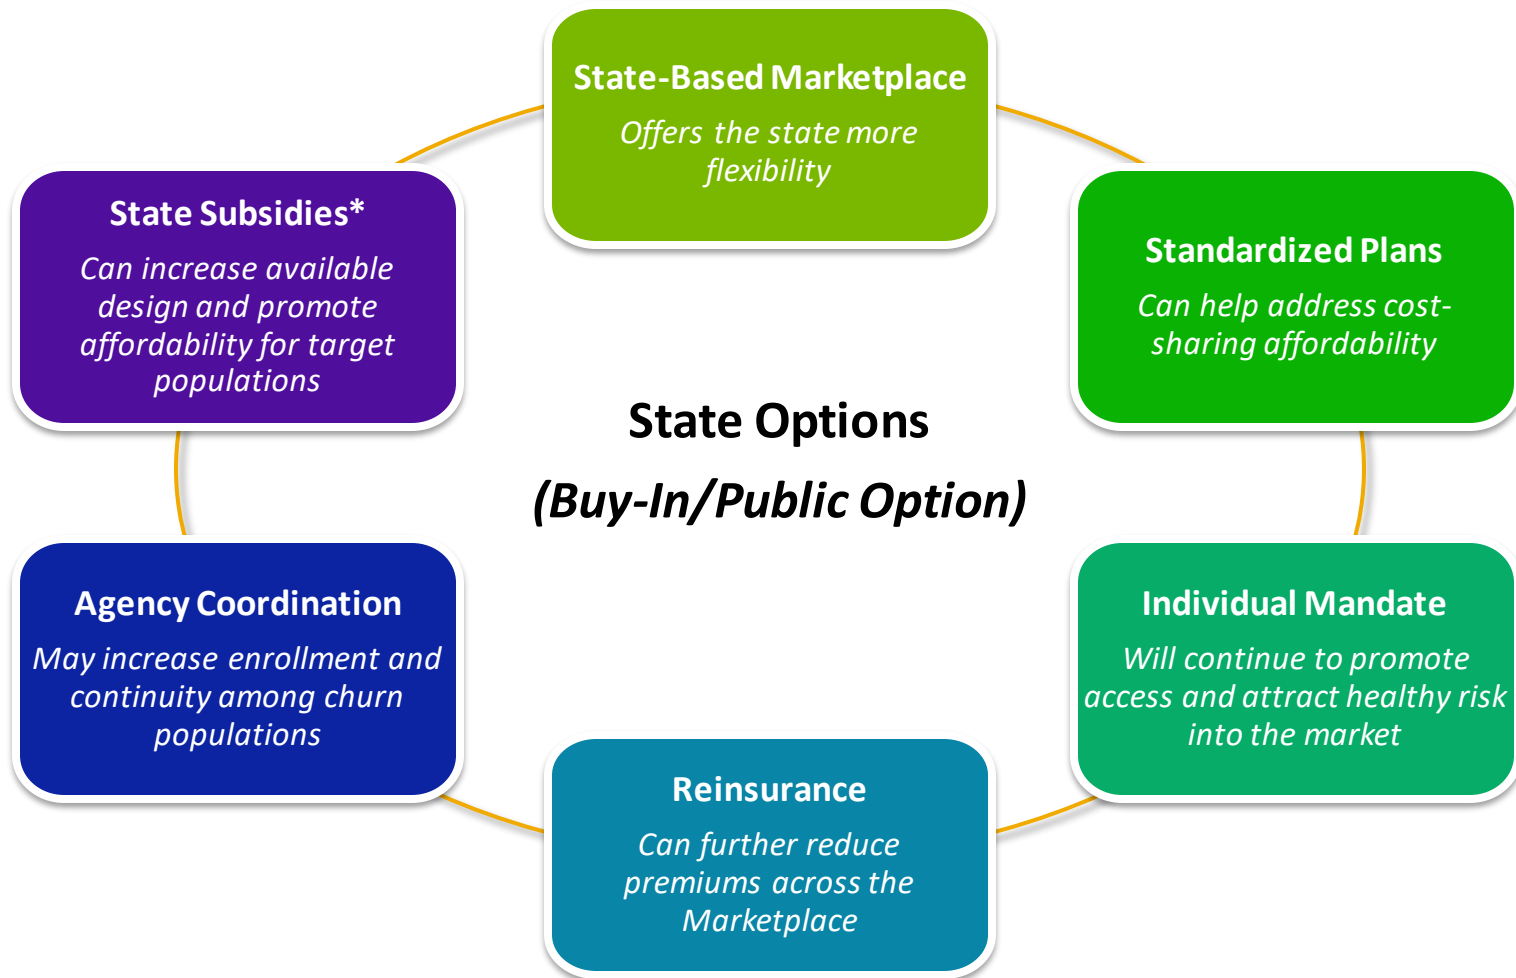 State-Based Marketplace
Offers the state more
flexibility
Standardized Plans
Can help address cost-
sharing affordability
Individual Mandate
Will continue to promote
access and attract healthy risk
into the market
Reinsurance
Can further reduce
premiums across the
Marketplace
Agency Coordination
May increase enrollment and
continuity among churn
populations
State Subsidies*
Can increase available
design and promote
affordability for target
populations
State Options
(Buy-In/Public Option)